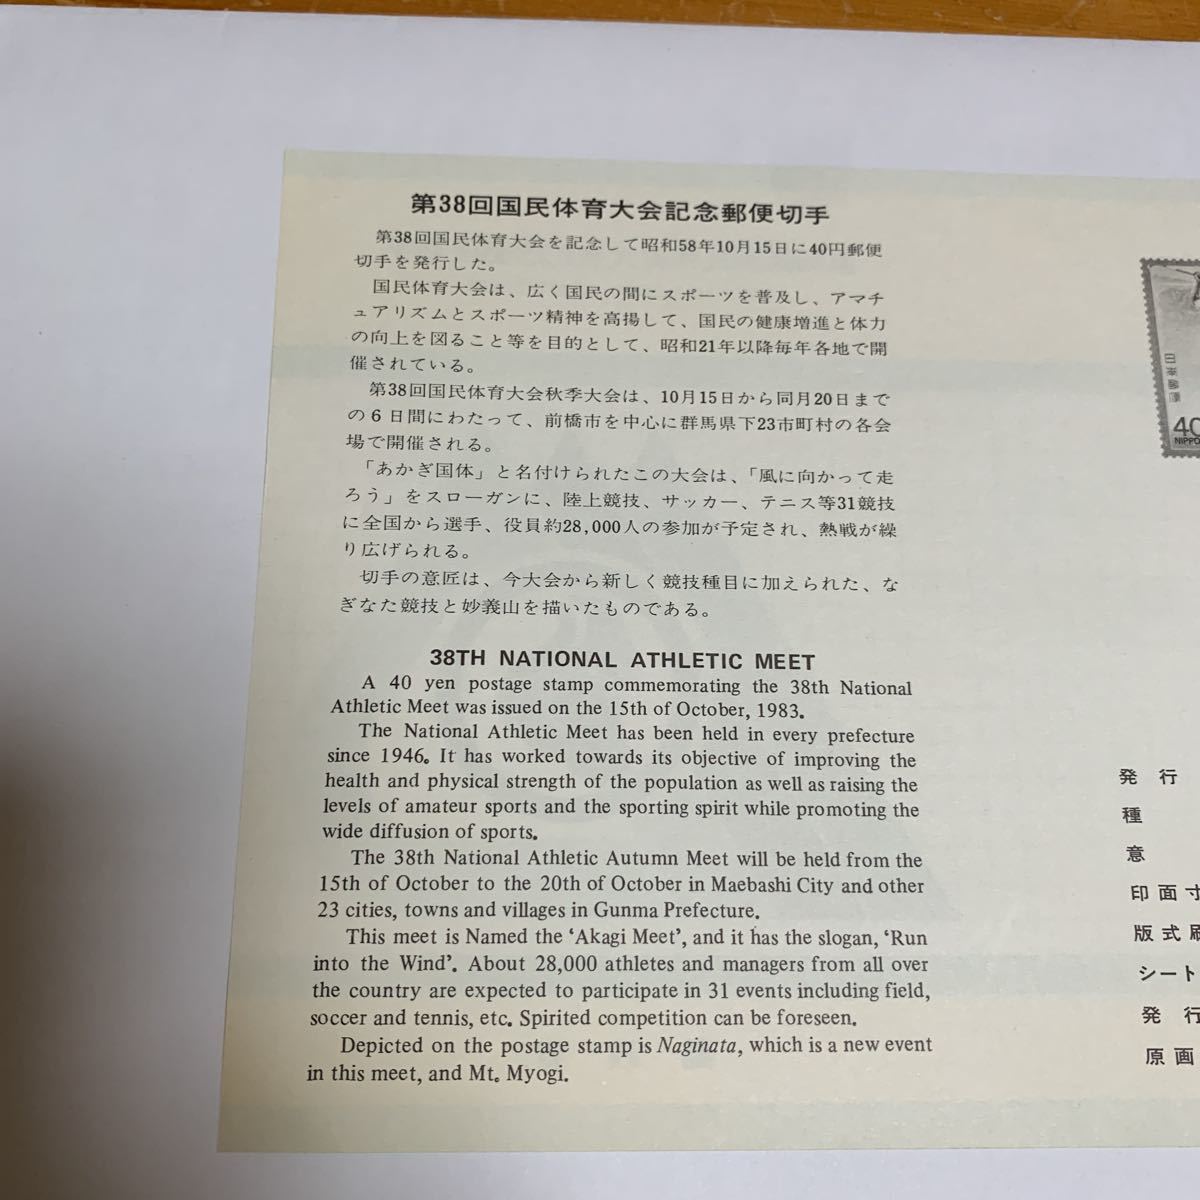 第38回国民体育大会記念郵便切手
第38回国民体育大会を記念して昭和58年10月15日に40円郵便
切手を発行した。
国民体育大会は、広く国民の間にスポーツを普及し、アマチ
ュアリズムとスポーツ精神を高揚して、国民の健康増進と体力
の向上を図ること等を目的として、昭和21年以降毎年各地で開
催されている。
第38回国民体育大会秋季大会は、10月15日から同月20日まで
の6日間にわたって、前橋市を中心に群馬県下23市町村の各会
場で開催される。
「あかぎ国体」と名付けられたこの大会は、「風に向かって走
ろう」をスローガンに、陸上競技、サッカー、テニス等31競技
に全国から選手、役員約28,000人の参加が予定され、熱戦が繰
り広げられる。
切手の意匠は、今大会から新しく競技種目に加えられた、な
ぎなた競技と妙義山を描いたものである。
38TH NATIONAL ATHLETIC MEET
A 40 yen postage stamp commemorating the 38th National
Athletic Meet was issued on the 15th of October, 1983.
The National Athletic Meet has been held in every prefecture
since 1946. It has worked towards its objective of improving the
health and physical strength of the population as well as raising the
levels of amateur sports and the sporting spirit while promoting the
wide diffusion of sports.
The 38th National Athletic Autumn Meet will be held from the
15th of October to the 20th of October in Maebashi City and other
23 cities, towns and villages in Gunma Prefecture.
This meet is Named the ‘Akagi Meet’, and it has the slogan, ‘Run
into the Wind’. About 28,000 athletes and managers from all over
the country are expected to participate in 31 events including field,
soccer and tennis, etc. Spirited competition can be foreseen.
Depicted on the postage stamp is Naginata, which is a new event
in this meet, and Mt. Myogi.
日本郵便
40
NIPPO
発行
種
意
印面寸
版式刷
シート
発行
原画